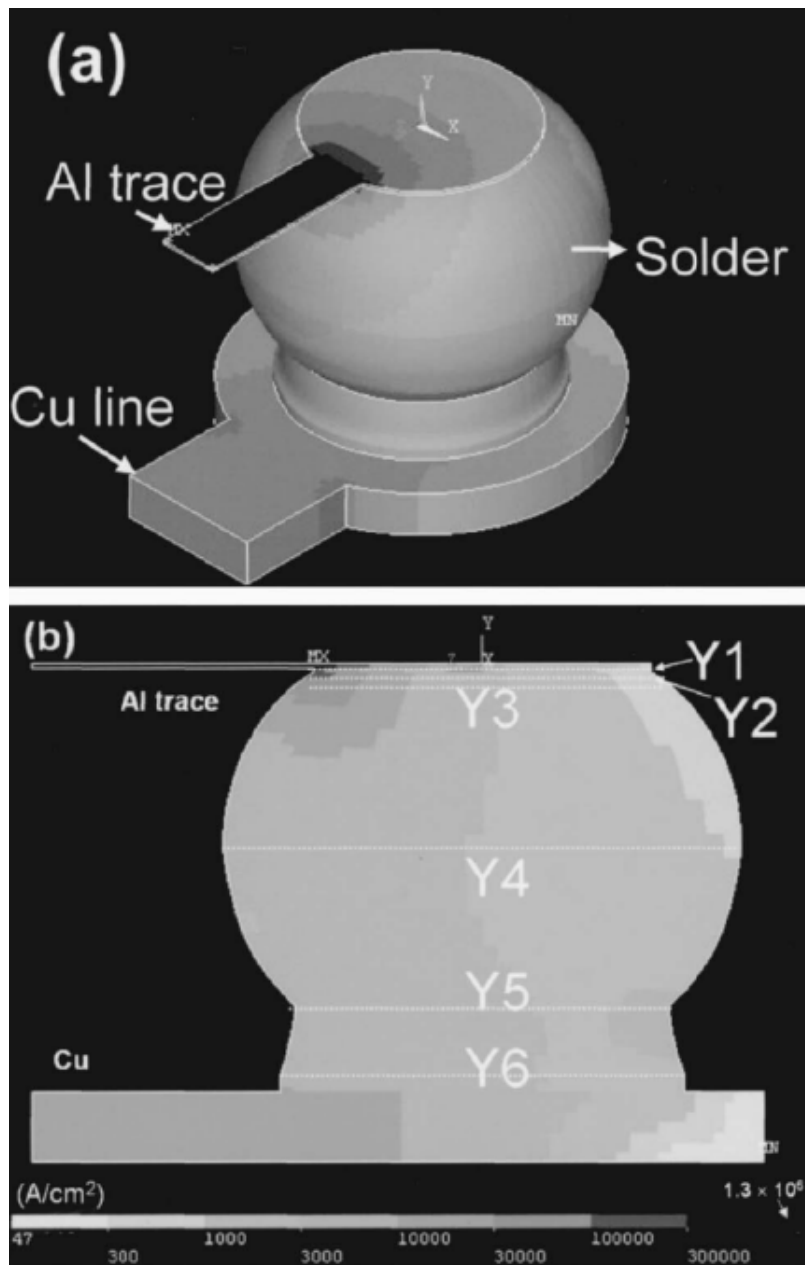 (a)
Y
X
Al trace
MX
Solder
MN
Cu line
(b)
Y
MX
Z X
Y1
Al trace
Y3
Y2
Y4
Y5
Cu
Y6
MN
(A/cm²)
1.3 × 10⁶
47
1000
10000
100000
300
3000
30000
300000